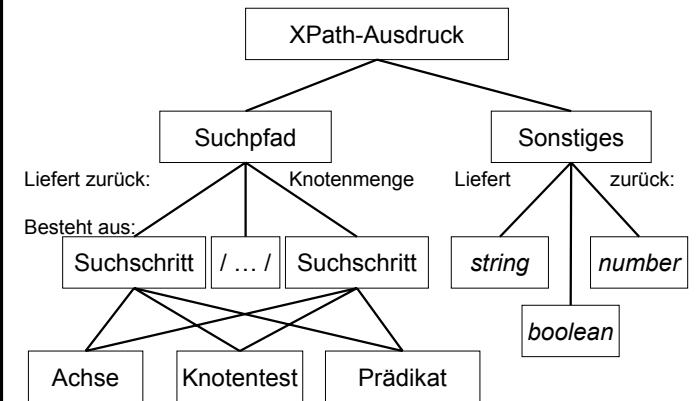 XPath-Ausdruck
Suchpfad
Sonstiges
Liefert zurück:
Knotenmenge
Liefert
zurück:
Besteht aus:
Suchschritt
/ … /
Suchschritt
string
number
boolean
Achse
Knotentest
Prädikat